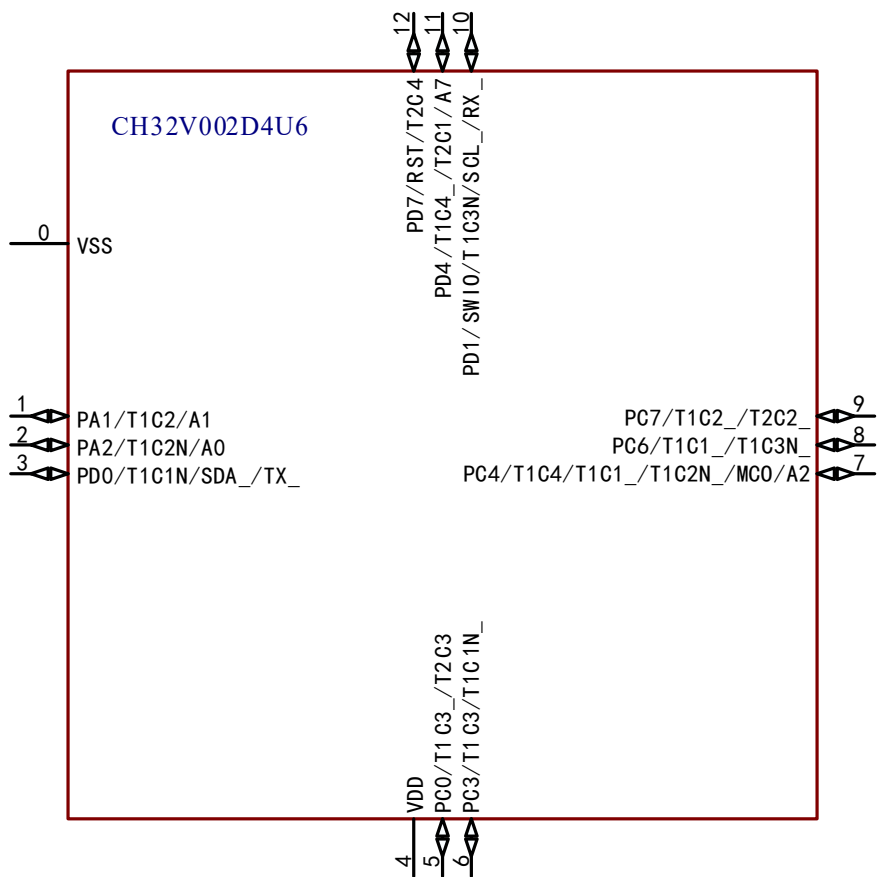 12
11
10
PD7/RST/T2C4
PD4/T1C4_/T2C1/A7
PD1/SWIO/T1C3N/SCL_/RX_
CH32V002D4U6
0
VSS
1
PA1/T1C2/A1
2
PA2/T1C2N/A0
3
PD0/T1C1N/SDA_/TX_
PC7/T1C2_/T2C2_
9
PC6/T1C1_/T1C3N_
8
PC4/T1C4/T1C1_/T1C2N_/MCO/A2
7
VDD
PC0/T1C3_/T2C3
PC3/T1C3/T1C1N_
4
5
6